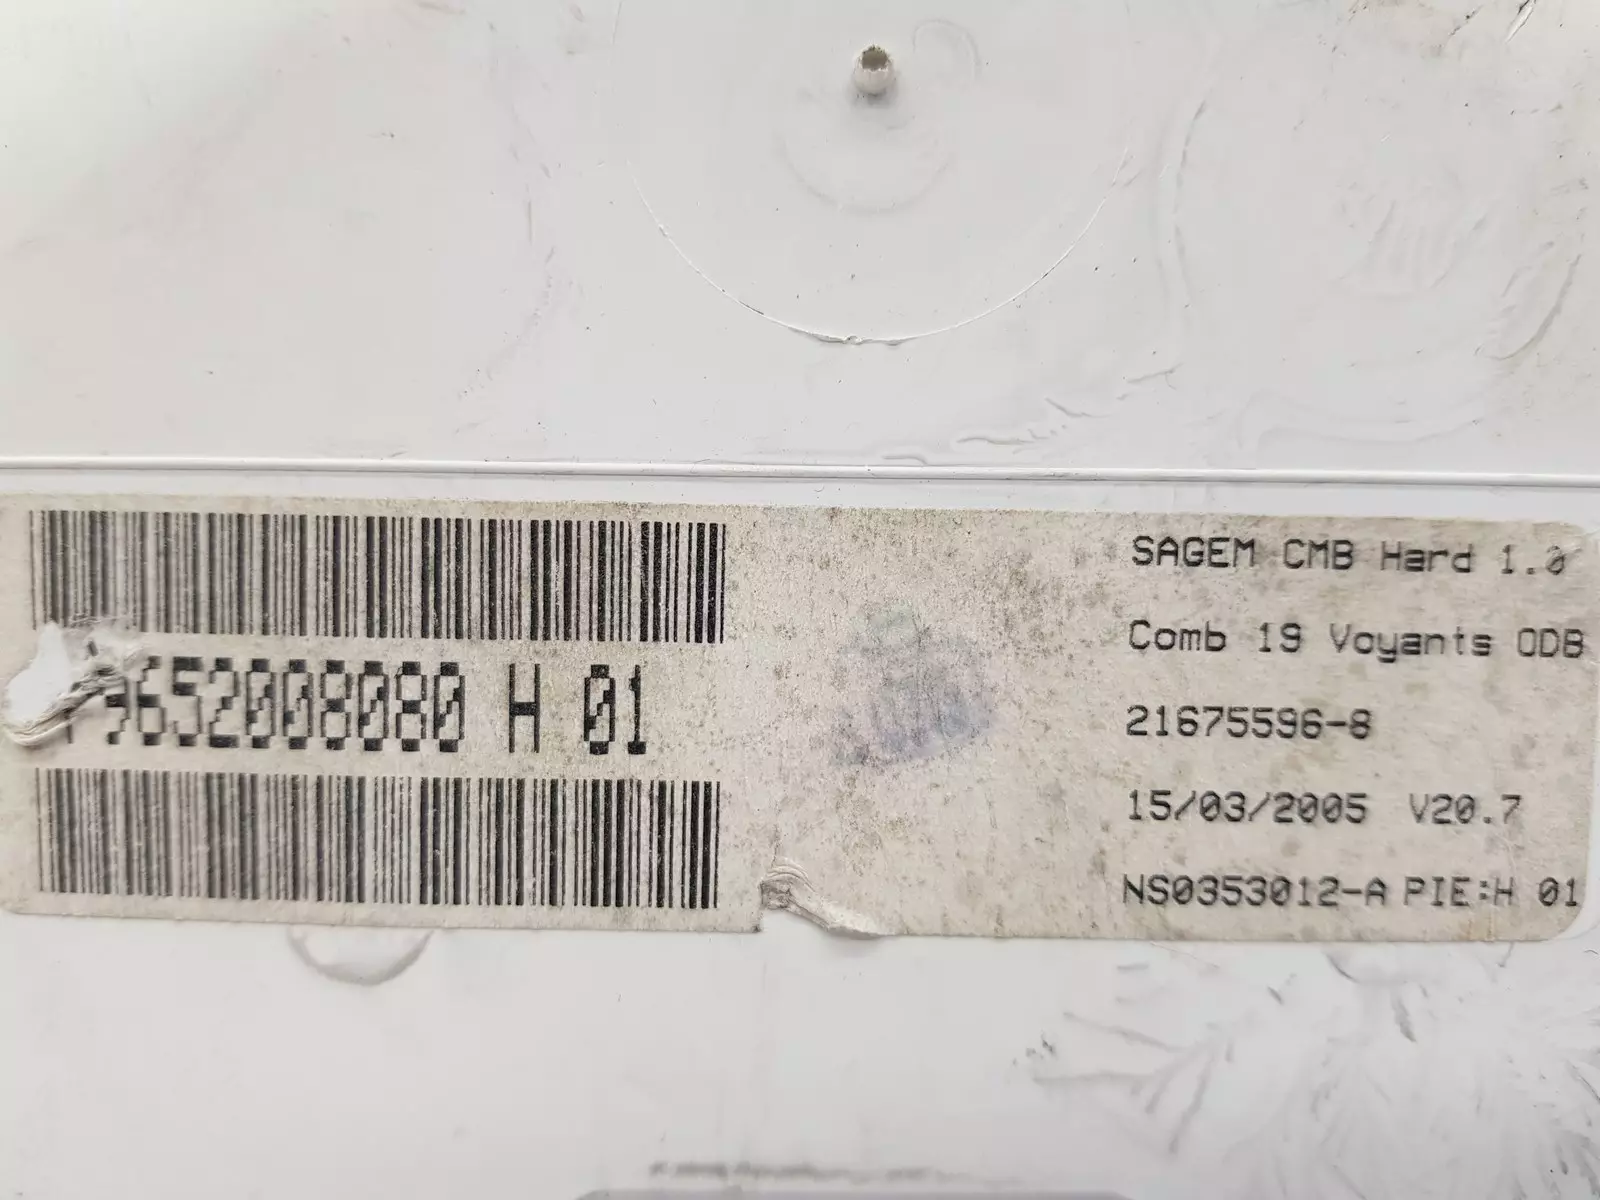 P9652008080 H 01
SAGEM CMB Hard 1.0
Comb 19 Voyants ODB
21675596-8
15/03/2005 V20.7
NS0353012-A PIE:H 01